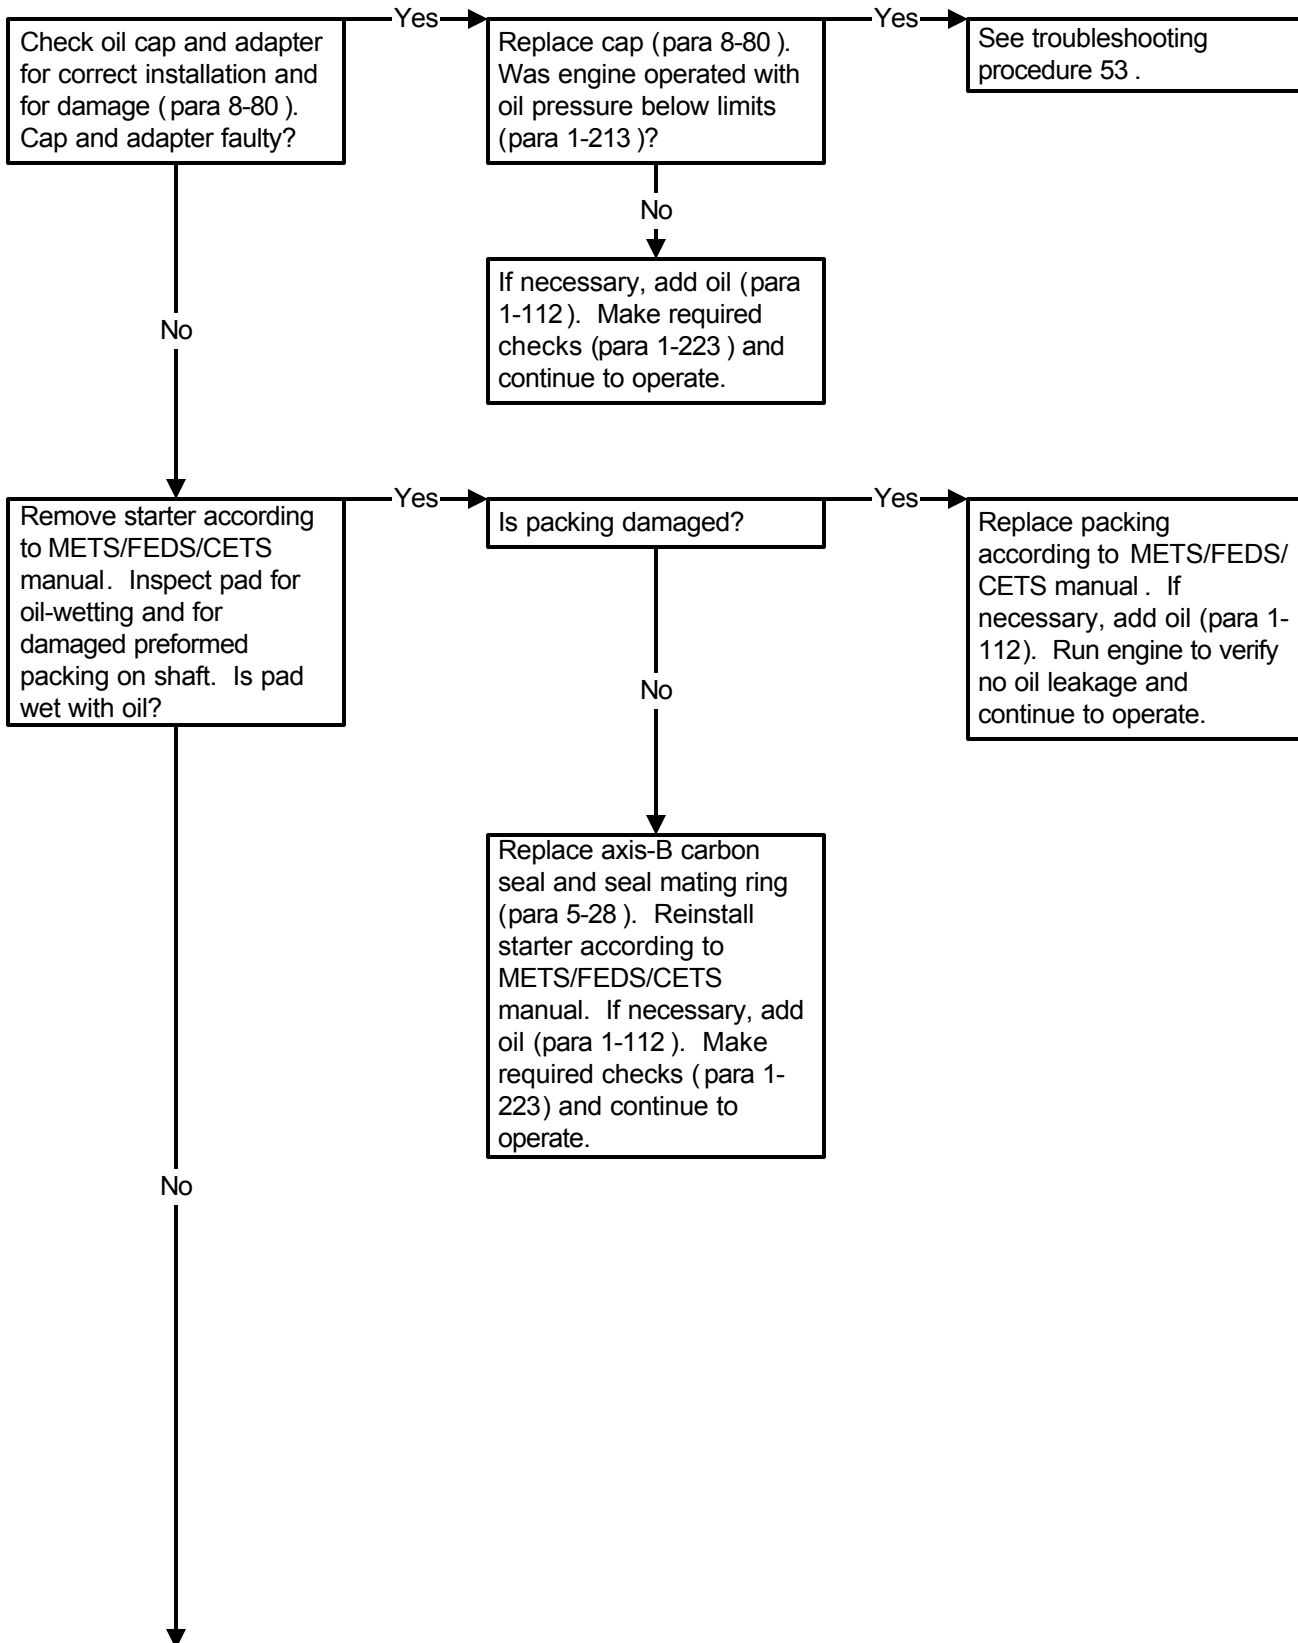 Check oil cap and adapter
for correct installation and
for damage (para 8-80 ).
Cap and adapter faulty?
Yes
Replace cap (para 8-80 ).
Was engine operated with
oil pressure below limits
(para 1-213 )?
Yes
See troubleshooting
procedure 53 .
No
If necessary, add oil (para
1-112 ).  Make required
checks (para 1-223 ) and
continue to operate.
No
Remove starter according
to METS/FEDS/CETS
manual.  Inspect pad for
oil-wetting and for
damaged preformed
packing on shaft.  Is pad
wet with oil?
Yes
Is packing damaged?
Yes
Replace packing
according to METS/FEDS/
CETS manual .  If
necessary, add oil (para 1-
112).  Run engine to verify
no oil leakage and
continue to operate.
No
Replace axis-B carbon
seal and seal mating ring
(para 5-28 ).  Reinstall
starter according to
METS/FEDS/CETS
manual.  If necessary, add
oil (para 1-112 ).  Make
required checks (para 1-
223) and continue to
operate.
No